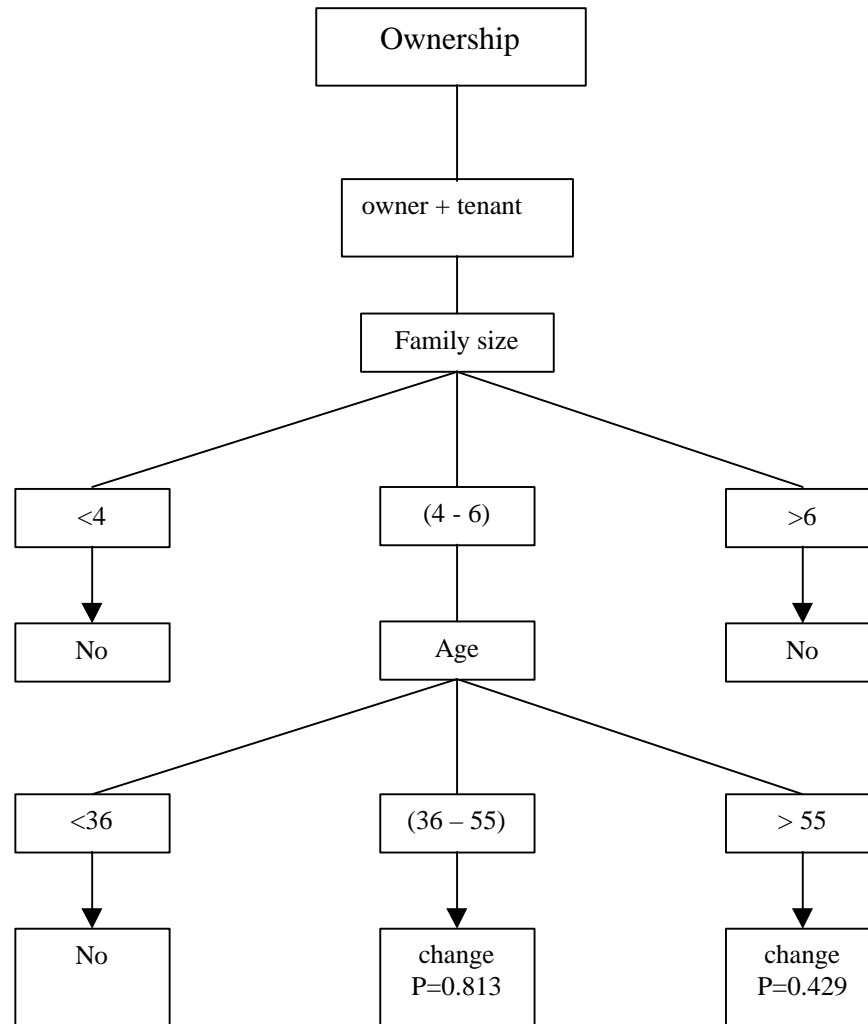 Ownership
owner + tenant
Family size
<4
(4 - 6)
>6
No
Age
No
<36
(36 – 55)
> 55
No
change
P=0.813
change
P=0.429